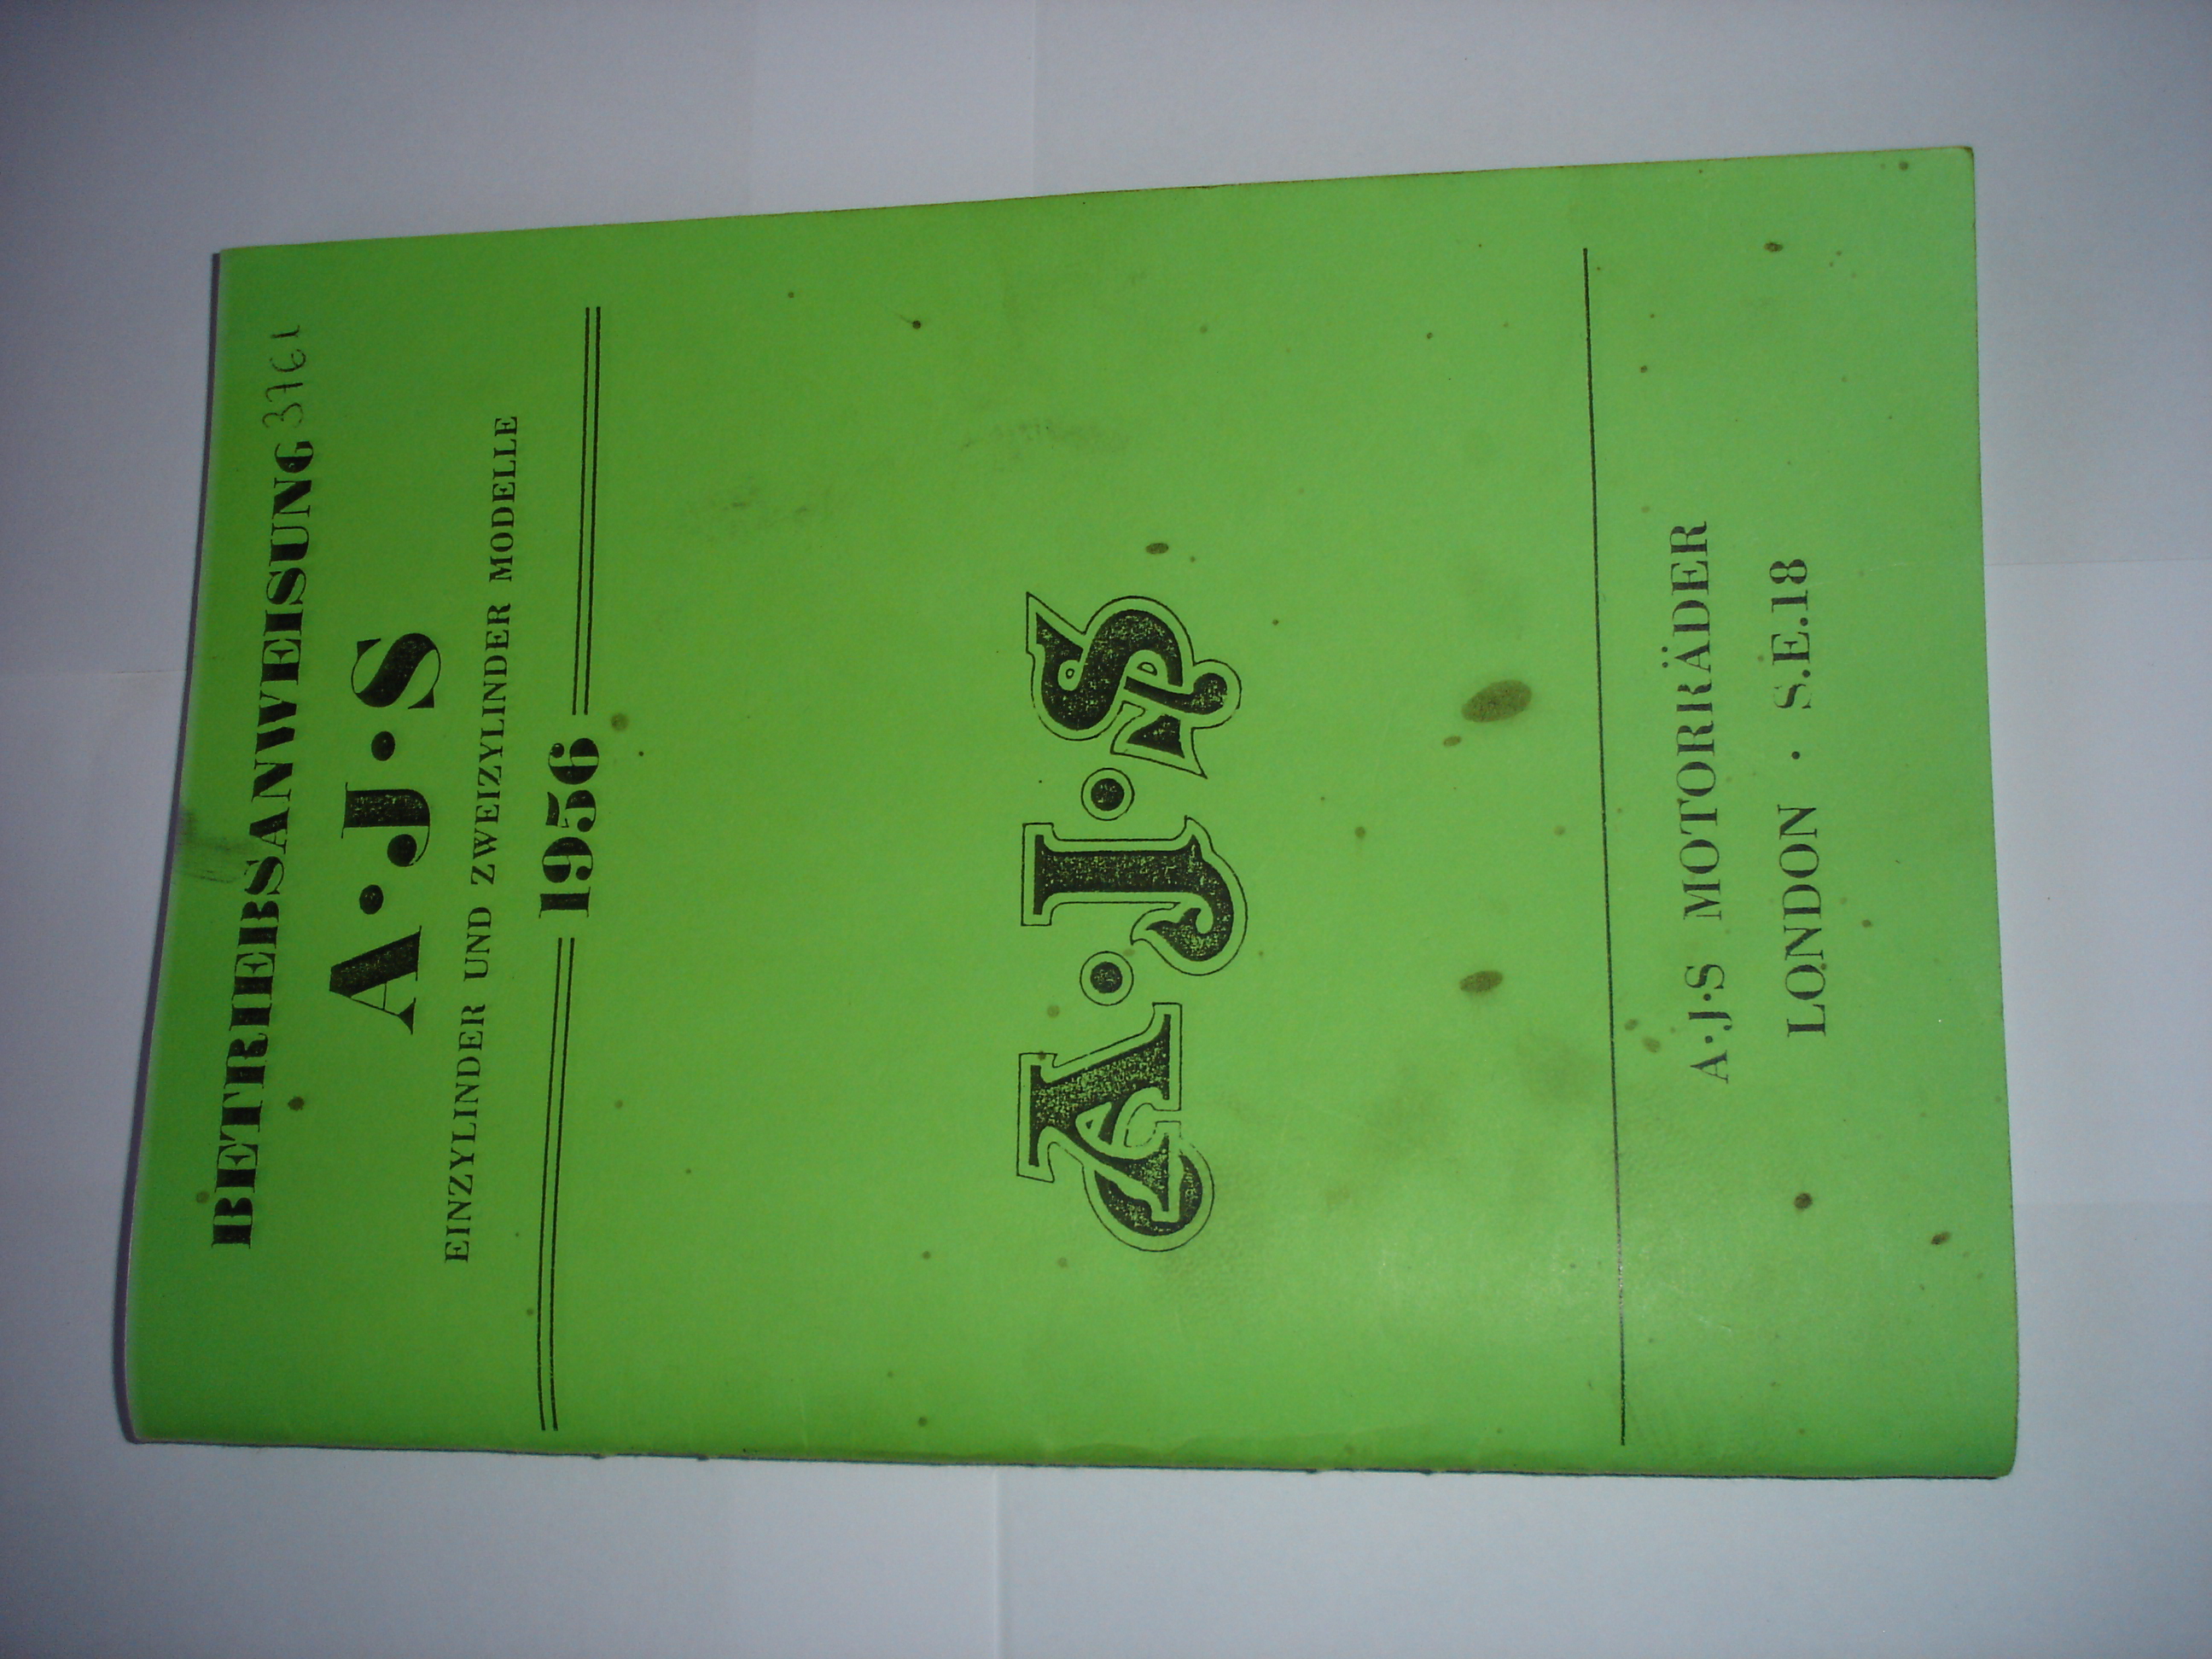 BETRIEBSANWEISUNG 3761
A·J·S
EINZYLINDER UND ZWEIZYLINDER MODELLE
1956
A·J·S
A·J·S MOTORRÄDER
LONDON · S.E.18